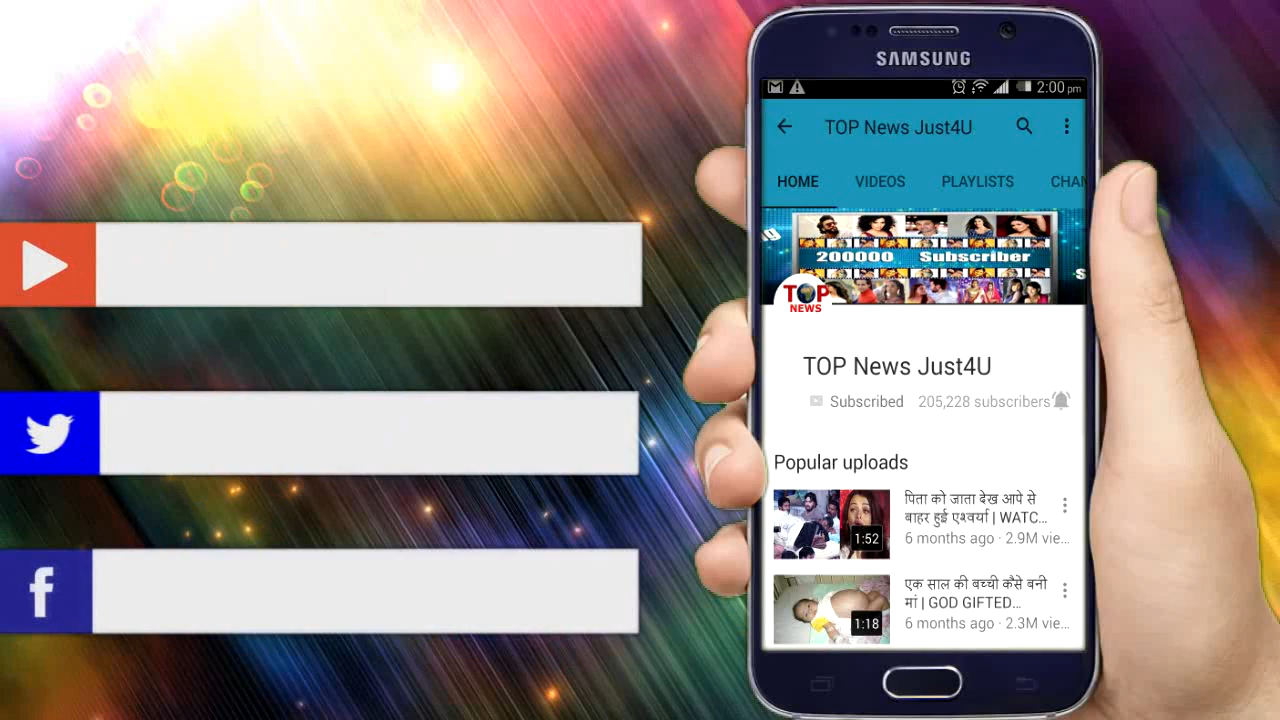 SAMSUNG
2:00 pm
TOP News Just4U
HOME VIDEOS PLAYLISTS CHAN
200000 Subscriber
S
TOP
NEWS
TOP News Just4U
Subscribed 205,228 subscribers
Popular uploads
पिता को जाता देख आपे से
बाहर हुई एश्वर्या | WATC...
1:52
6 months ago · 2.9M vie...
एक साल की बच्ची कैसे बनी
मां | GOD GIFTED...
1:18
6 months ago · 2.3M vie...